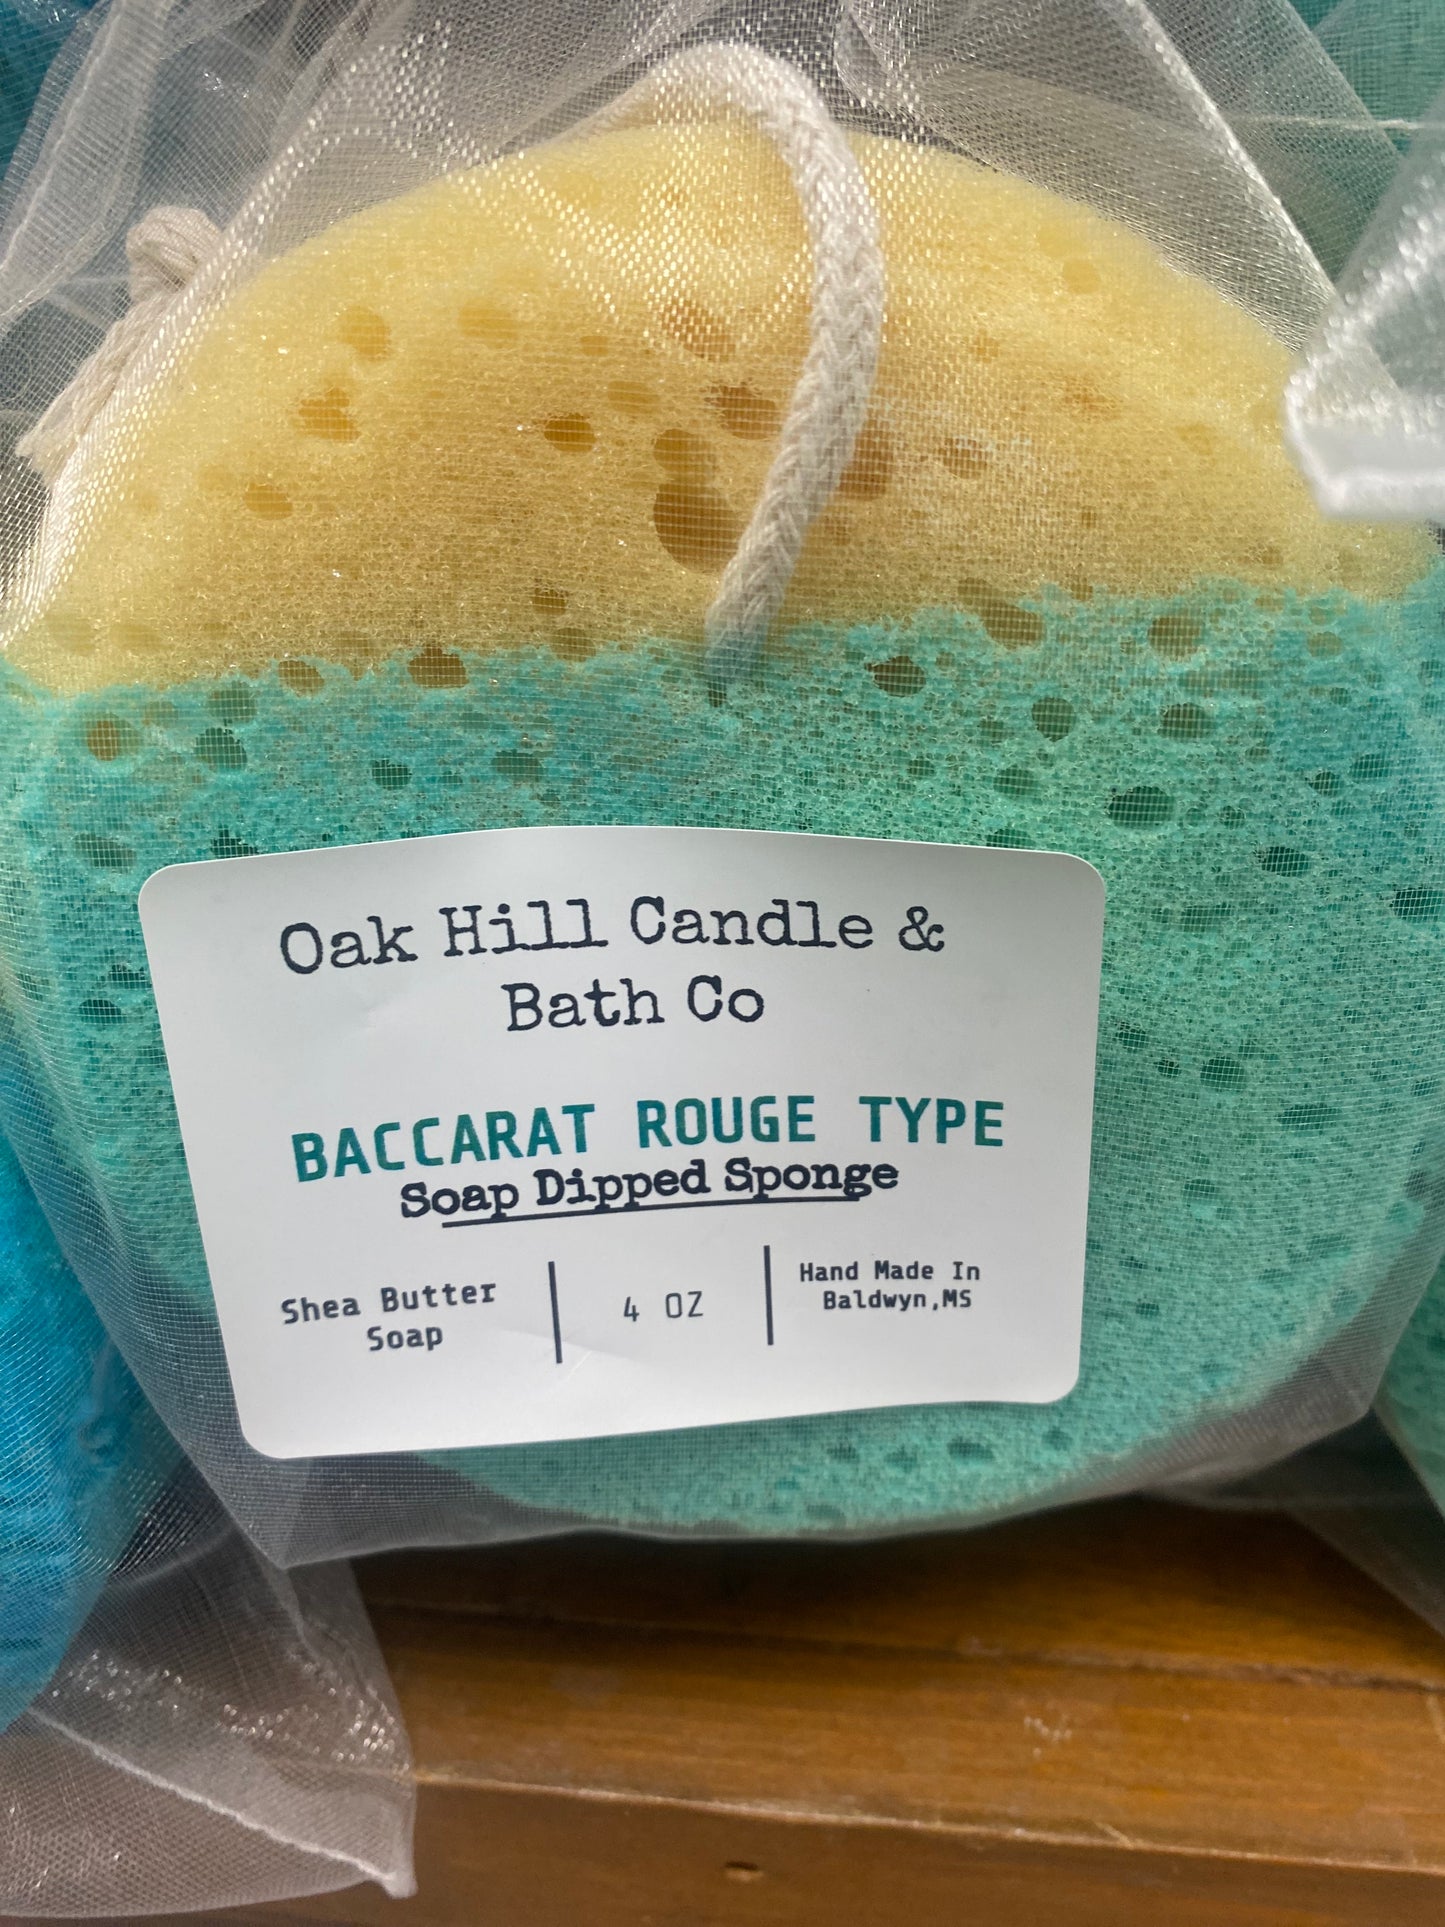 Oak Hill Candle &
Bath Co
BACCARAT ROUGE TYPE
Soap Dipped Sponge
Shea Butter
Soap
4 OZ
Hand Made In
Baldwyn,MS